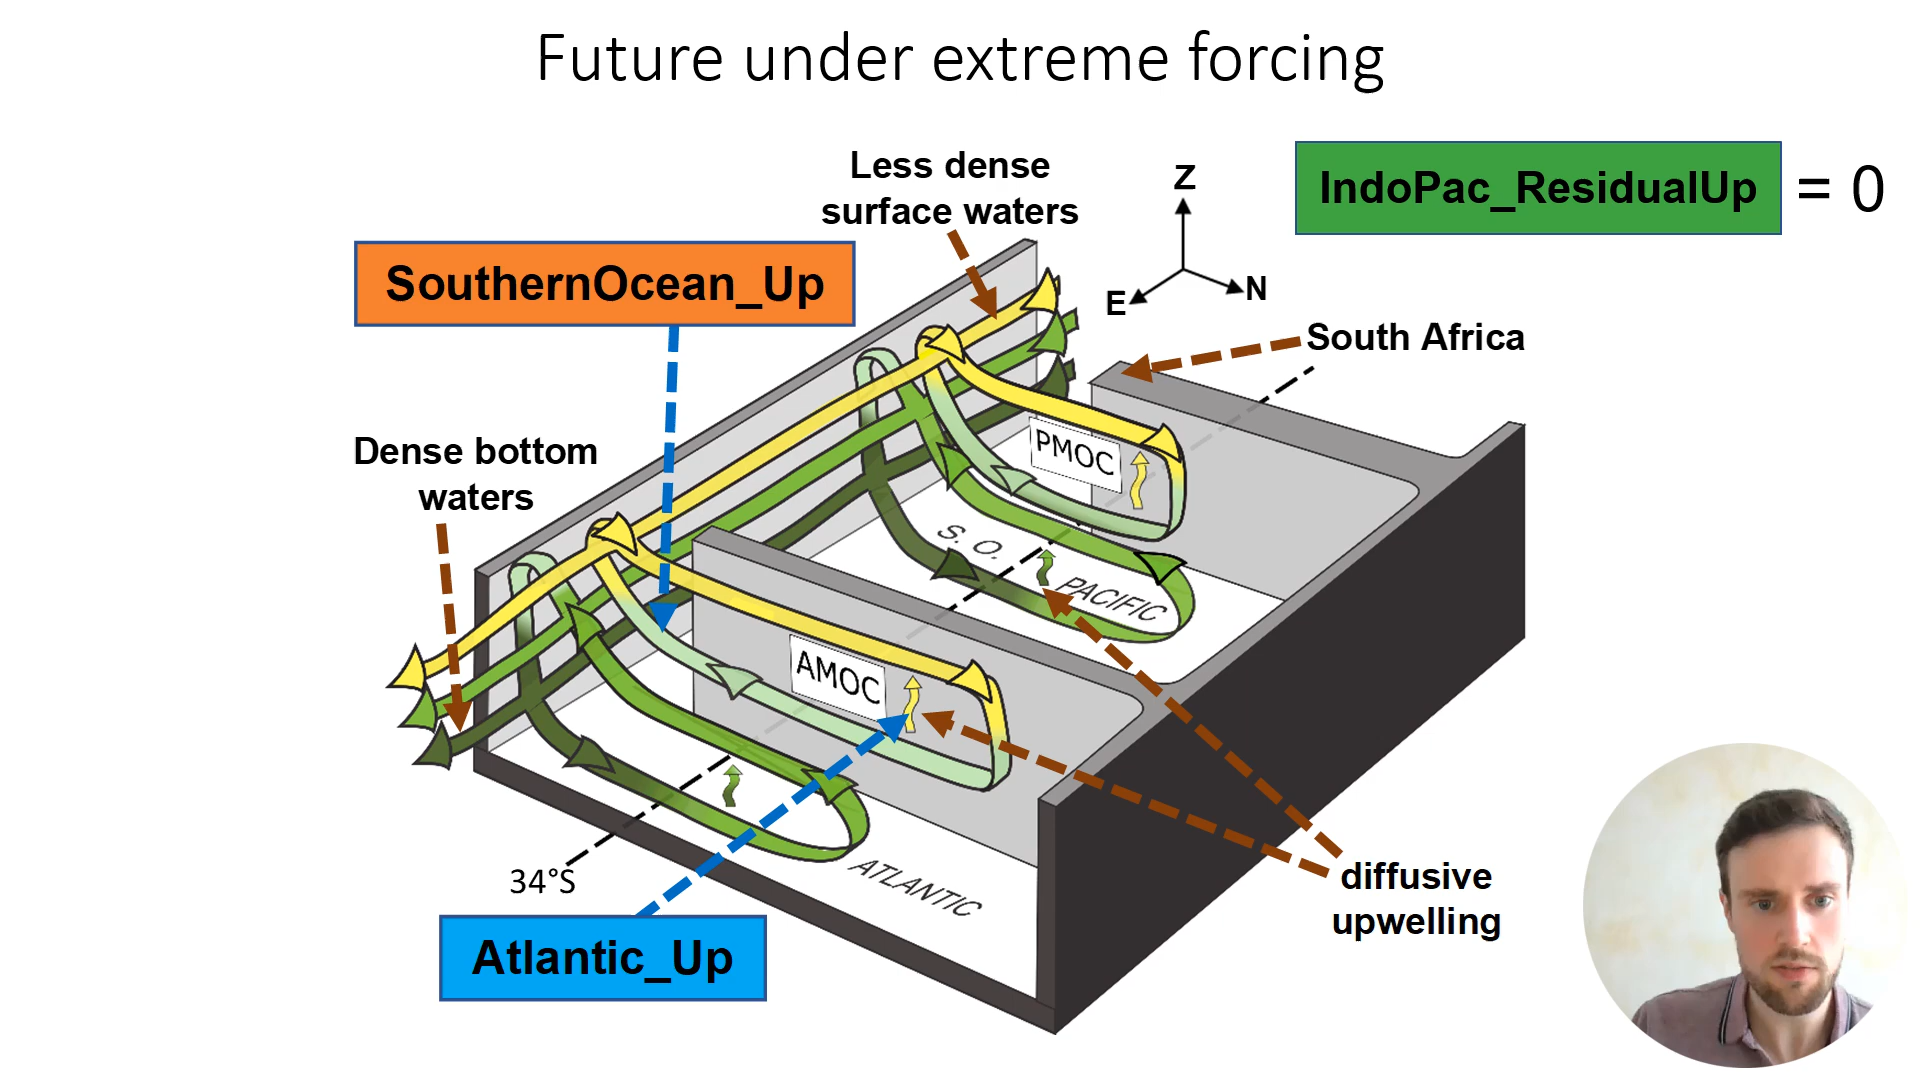 Future under extreme forcing
Less dense
surface waters
Z
IndoPac_ResidualUp = 0
SouthernOcean_Up
E
N
South Africa
Dense bottom
waters
PMOC
S. O.
PACIFIC
AMOC
34°S
ATLANTIC
diffusive
upwelling
Atlantic_Up